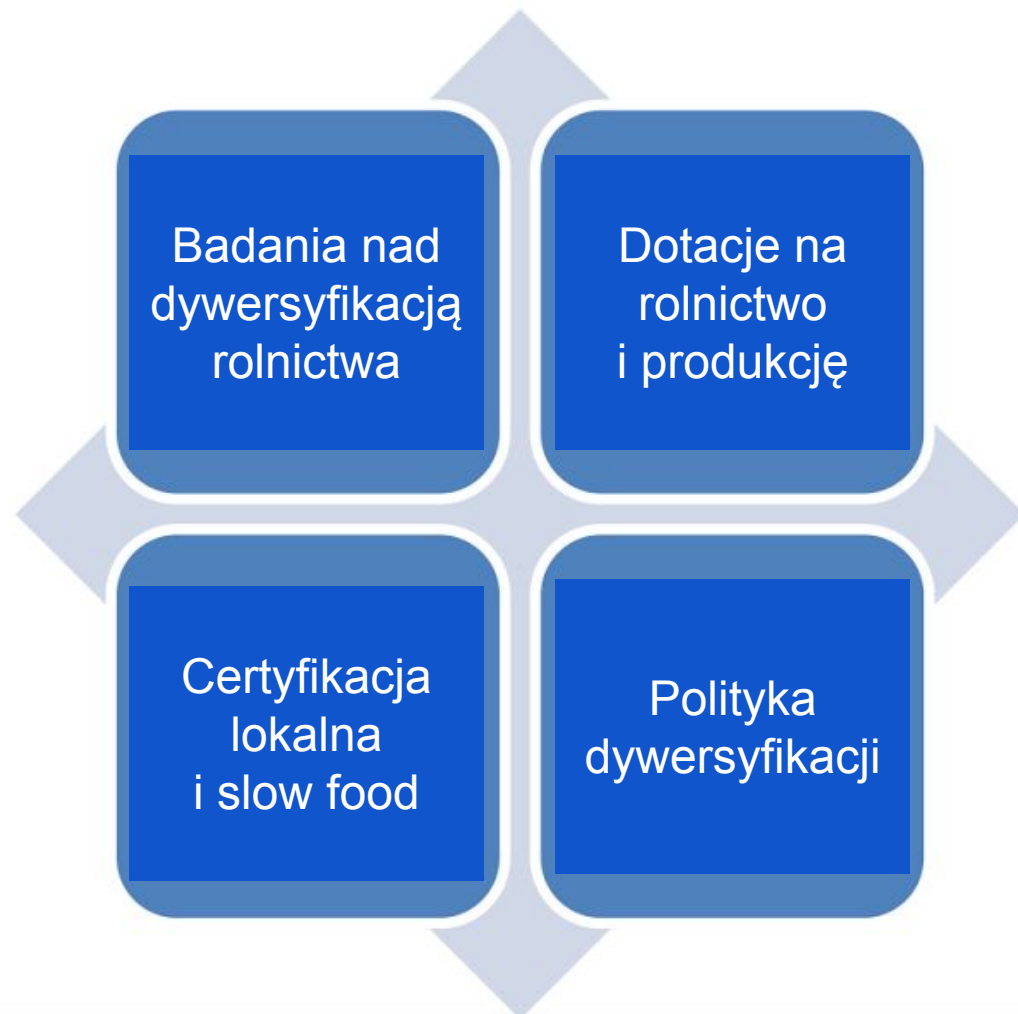 Badania nad
dywersyfikacją
rolnictwa
Dotacje na
rolnictwo
i produkcję
Certyfikacja
lokalna
i slow food
Polityka
dywersyfikacji